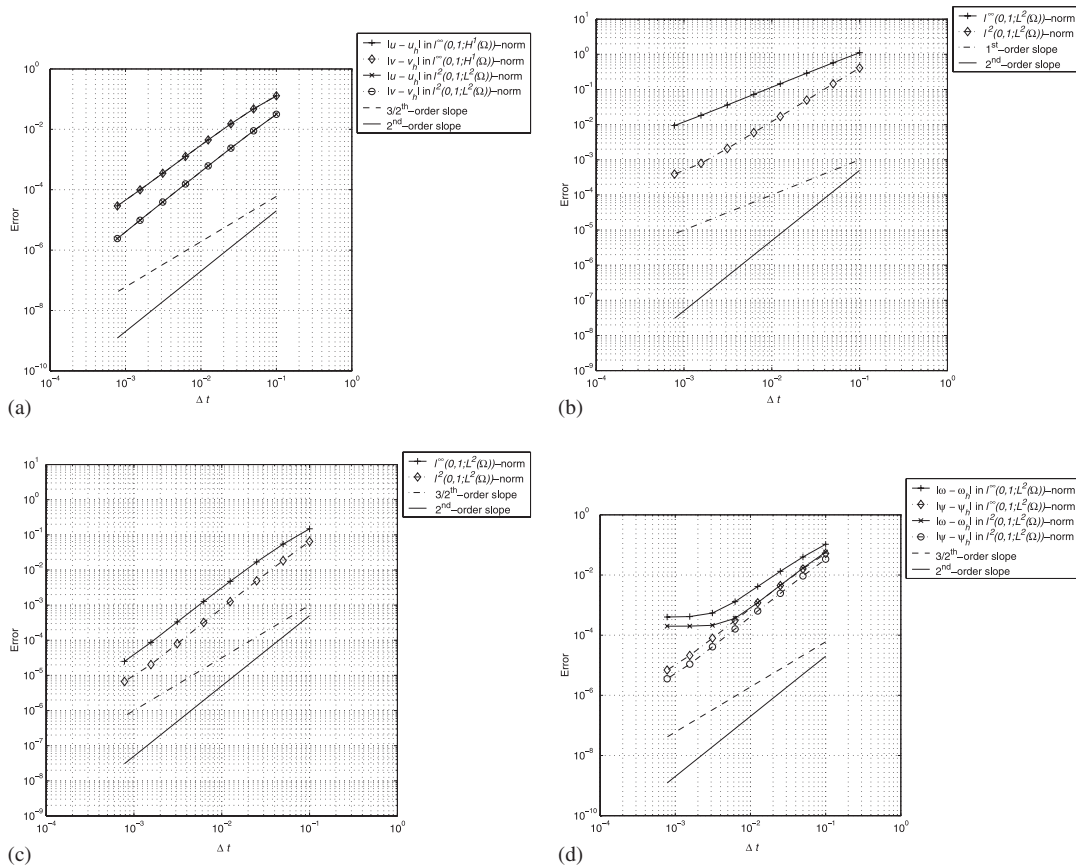 |u – u_h| in l^∞(0,1;H^1(Ω))–norm
|v – v_h| in l^∞(0,1;H^1(Ω))–norm
|u – u_h| in l^2(0,1;L^2(Ω))–norm
|v – v_h| in l^2(0,1;L^2(Ω))–norm
3/2^th–order slope
2^nd–order slope
10^0
10^−2
10^−4
10^−6
10^−8
10^−10
Error
10^−4
10^−3
10^−2
10^−1
10^0
Δ t
(a)
l^∞(0,1;L^2(Ω))–norm
l^2(0,1;L^2(Ω))–norm
1^st–order slope
2^nd–order slope
10^1
10^0
10^−1
10^−2
10^−3
10^−4
10^−5
10^−6
10^−7
10^−8
10^−9
Error
10^−4
10^−3
10^−2
10^−1
10^0
Δ t
(b)
l^∞(0,1;L^2(Ω))–norm
l^2(0,1;L^2(Ω))–norm
3/2^th–order slope
2^nd–order slope
10^1
10^0
10^−1
10^−2
10^−3
10^−4
10^−5
10^−6
10^−7
10^−8
10^−9
Error
10^−4
10^−3
10^−2
10^−1
10^0
Δ t
(c)
|ω – ω_h| in l^∞(0,1;L^2(Ω))–norm
|ψ – ψ_h| in l^∞(0,1;L^2(Ω))–norm
|ω – ω_h| in l^2(0,1;L^2(Ω))–norm
|ψ – ψ_h| in l^2(0,1;L^2(Ω))–norm
3/2^th–order slope
2^nd–order slope
10^0
10^−2
10^−4
10^−6
10^−8
10^−10
Error
10^−4
10^−3
10^−2
10^−1
10^0
Δ t
(d)